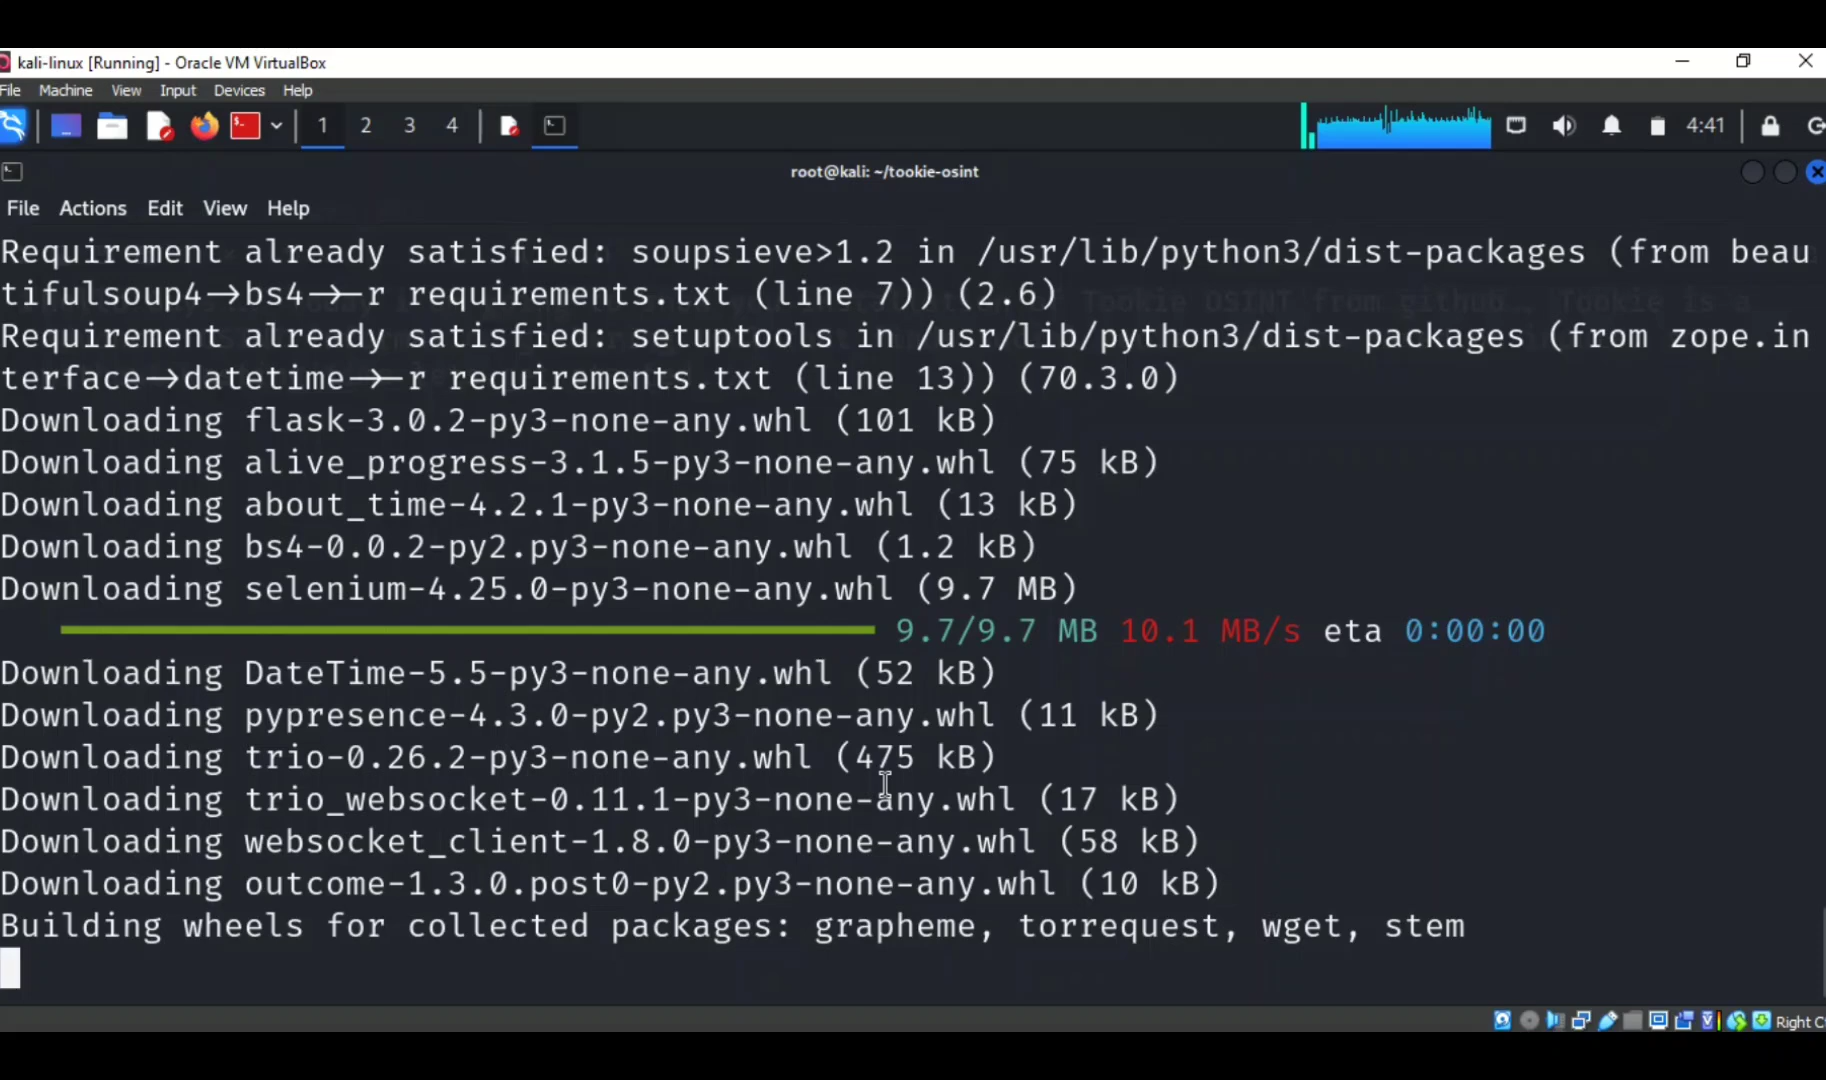 kali-linux [Running] - Oracle VM VirtualBox
File Machine View Input Devices Help
1 2 3 4 4:41
root@kali: ~/tookie-osint
File Actions Edit View Help
Requirement already satisfied: soupsieve>1.2 in /usr/lib/python3/dist-packages (from beau
tifulsoup4→bs4→-r requirements.txt (line 7)) (2.6)
Tookie OSINT from github.. Tookie is a
Requirement already satisfied: setuptools in /usr/lib/python3/dist-packages (from zope.in
terface→datetime→-r requirements.txt (line 13)) (70.3.0)
Downloading flask-3.0.2-py3-none-any.whl (101 kB)
Downloading alive_progress-3.1.5-py3-none-any.whl (75 kB)
Downloading about_time-4.2.1-py3-none-any.whl (13 kB)
Downloading bs4-0.0.2-py2.py3-none-any.whl (1.2 kB)
Downloading selenium-4.25.0-py3-none-any.whl (9.7 MB)
9.7/9.7 MB 10.1 MB/s eta 0:00:00
Downloading DateTime-5.5-py3-none-any.whl (52 kB)
Downloading pypresence-4.3.0-py2.py3-none-any.whl (11 kB)
Downloading trio-0.26.2-py3-none-any.whl (475 kB)
Downloading trio_websocket-0.11.1-py3-none-any.whl (17 kB)
Downloading websocket_client-1.8.0-py3-none-any.whl (58 kB)
Downloading outcome-1.3.0.post0-py2.py3-none-any.whl (10 kB)
Building wheels for collected packages: grapheme, torrequest, wget, stem
Right C